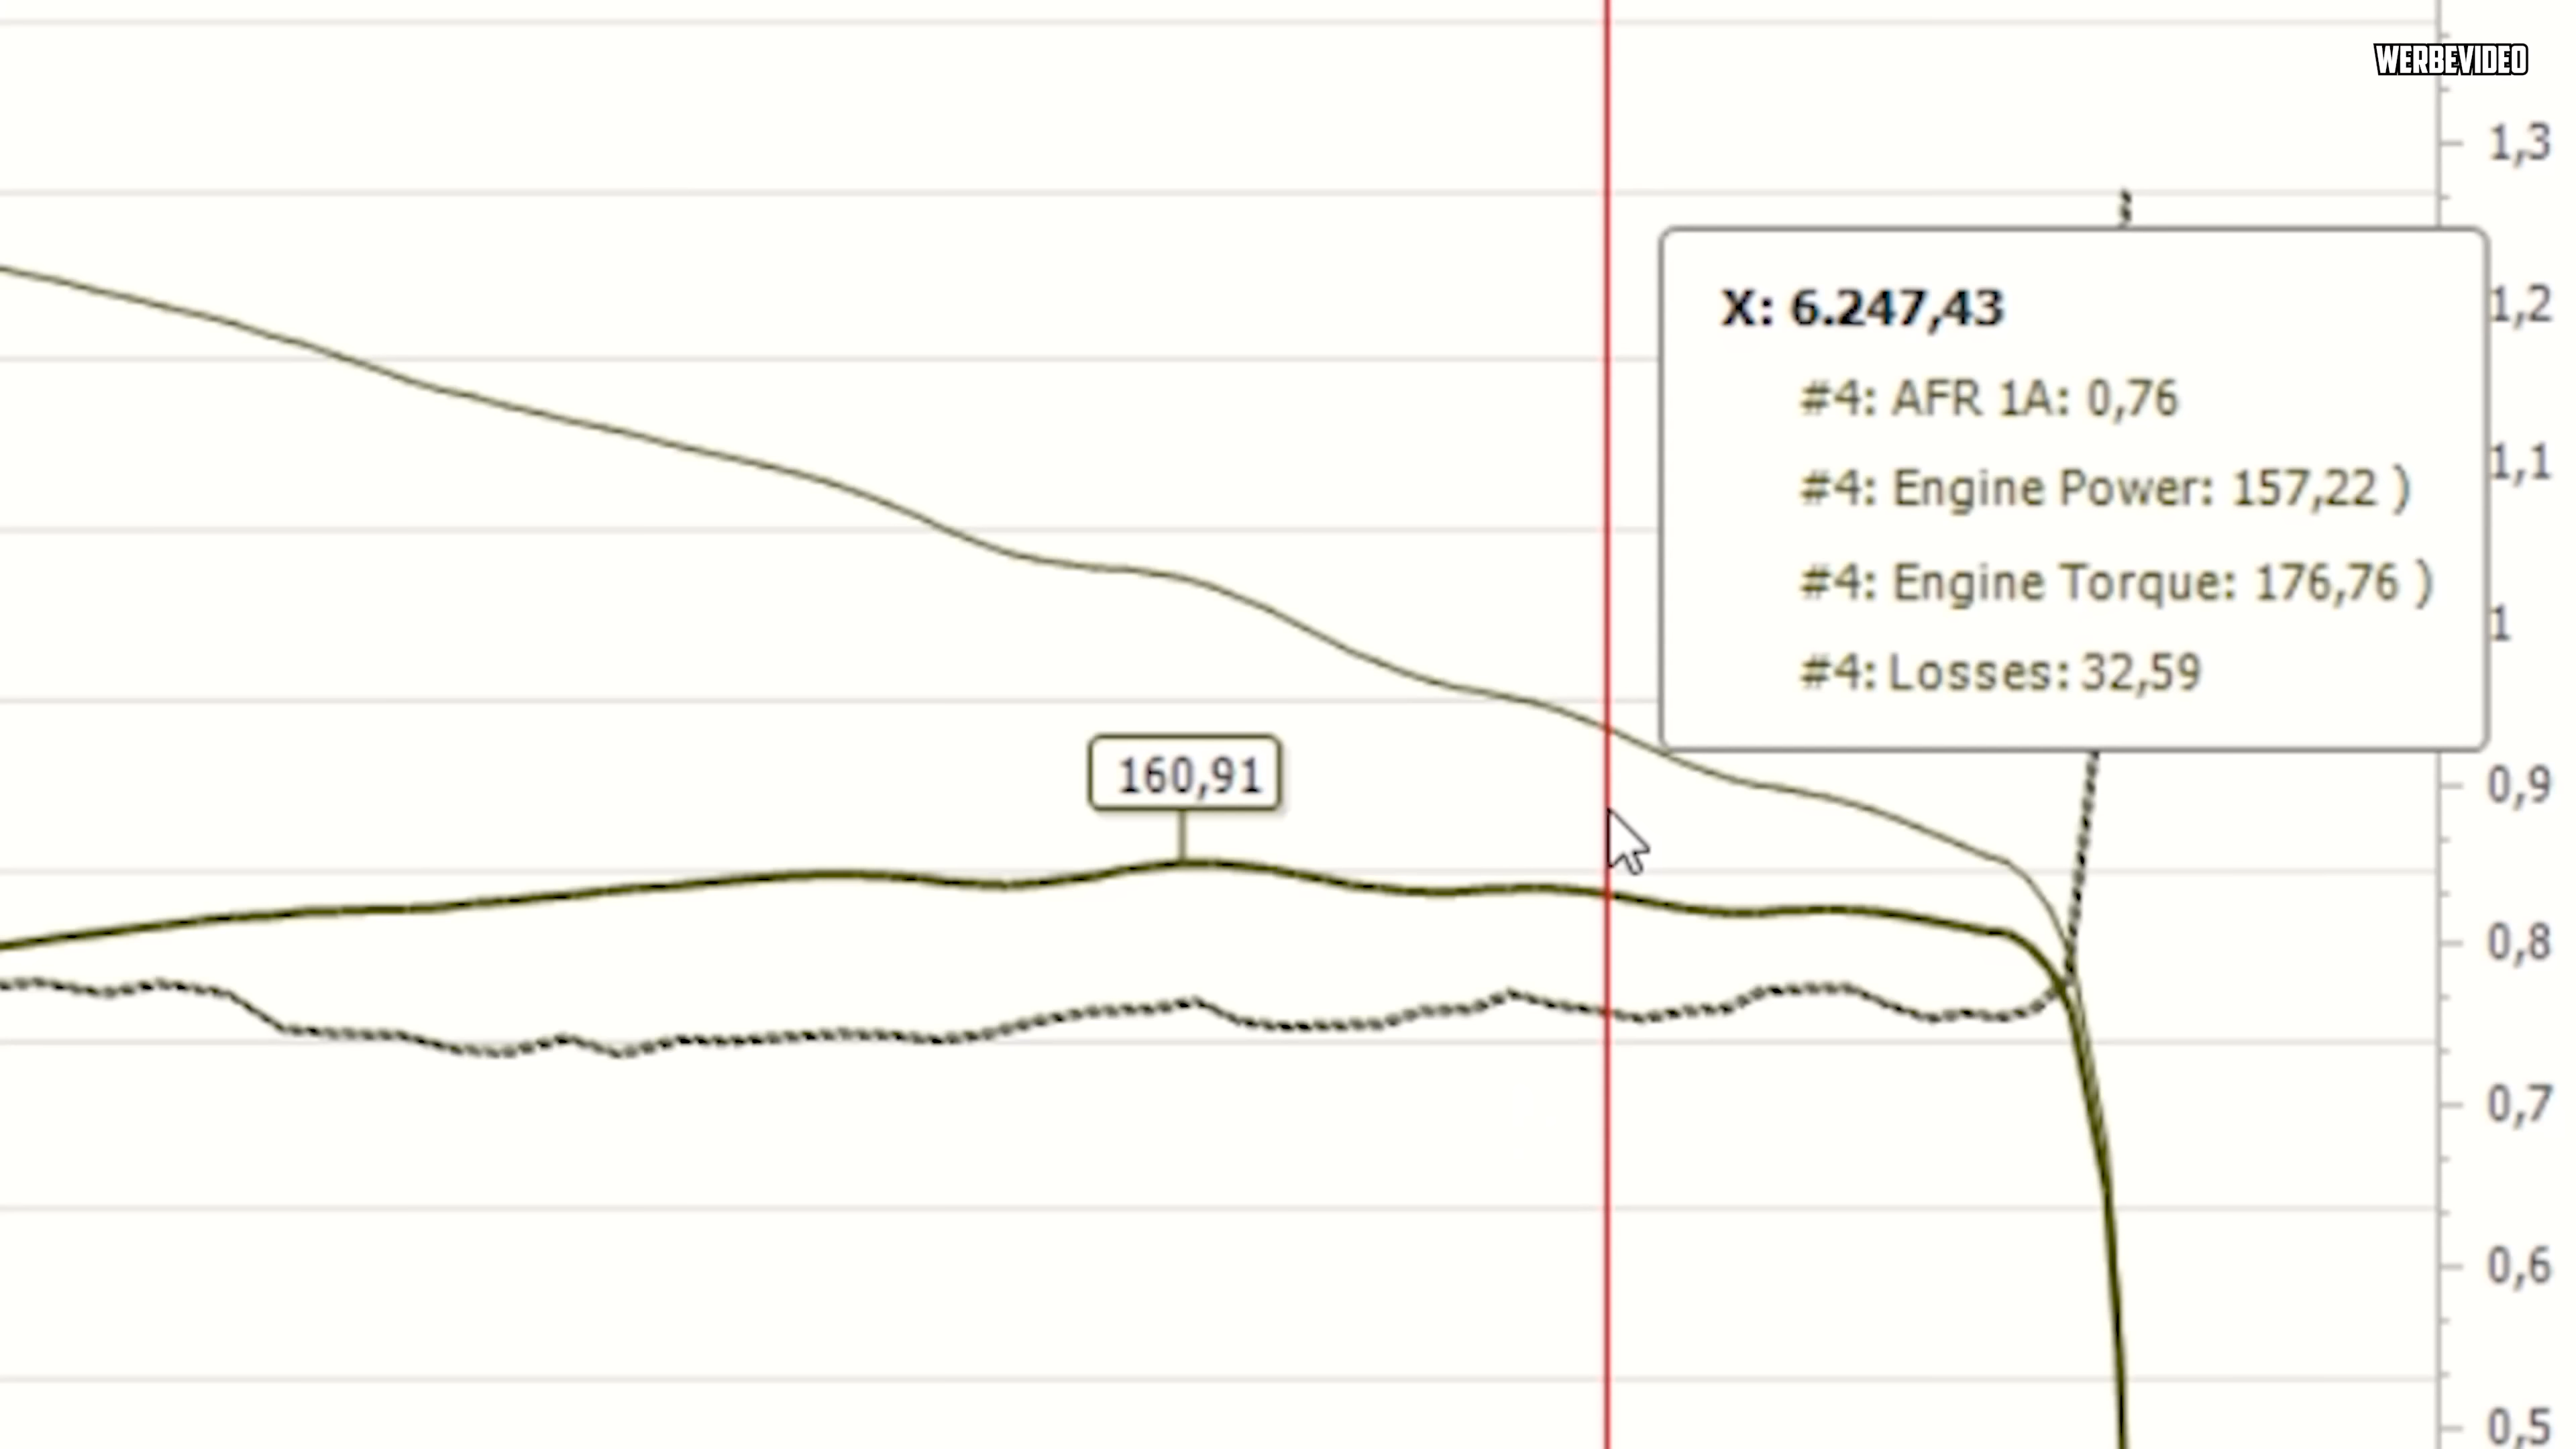 WERBEVIDEO
1,3
X: 6.247,43
1,2
#4: AFR 1A: 0,76
#4: Engine Power: 157,22 )
1,1
#4: Engine Torque: 176,76 )
1
#4: Losses: 32,59
160,91
0,9
0,8
0,7
0,6
0,5